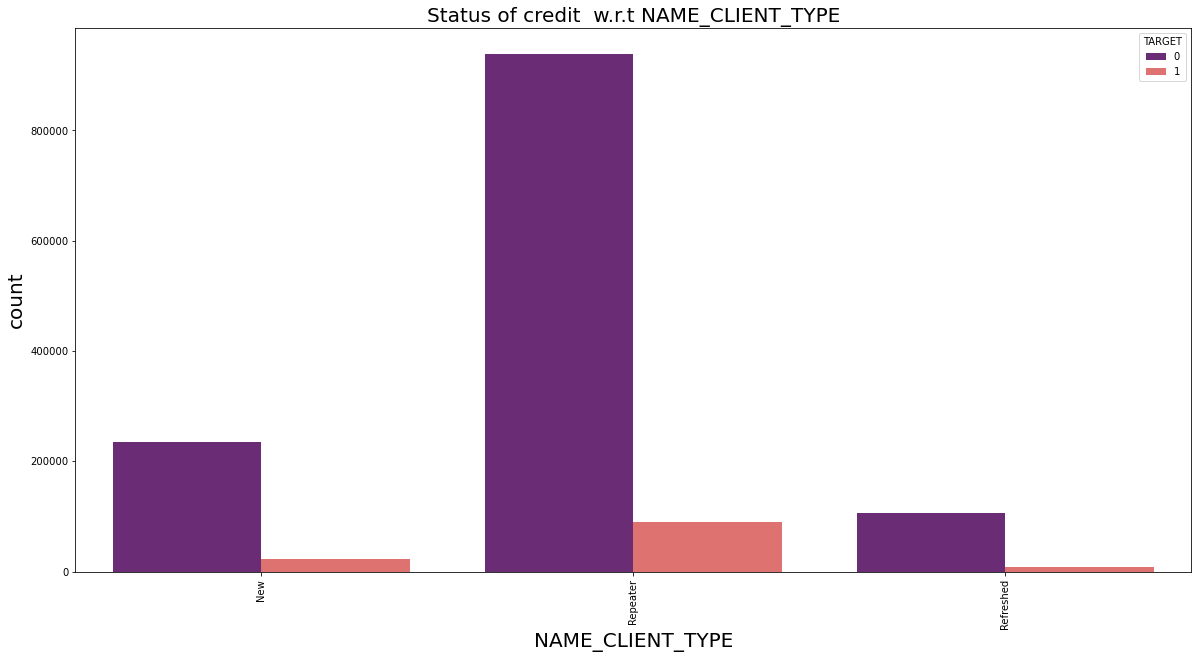 Status of credit  w.r.t NAME_CLIENT_TYPE
TARGET
0
1
count
800000
600000
400000
200000
0
New
Repeater
Refreshed
NAME_CLIENT_TYPE